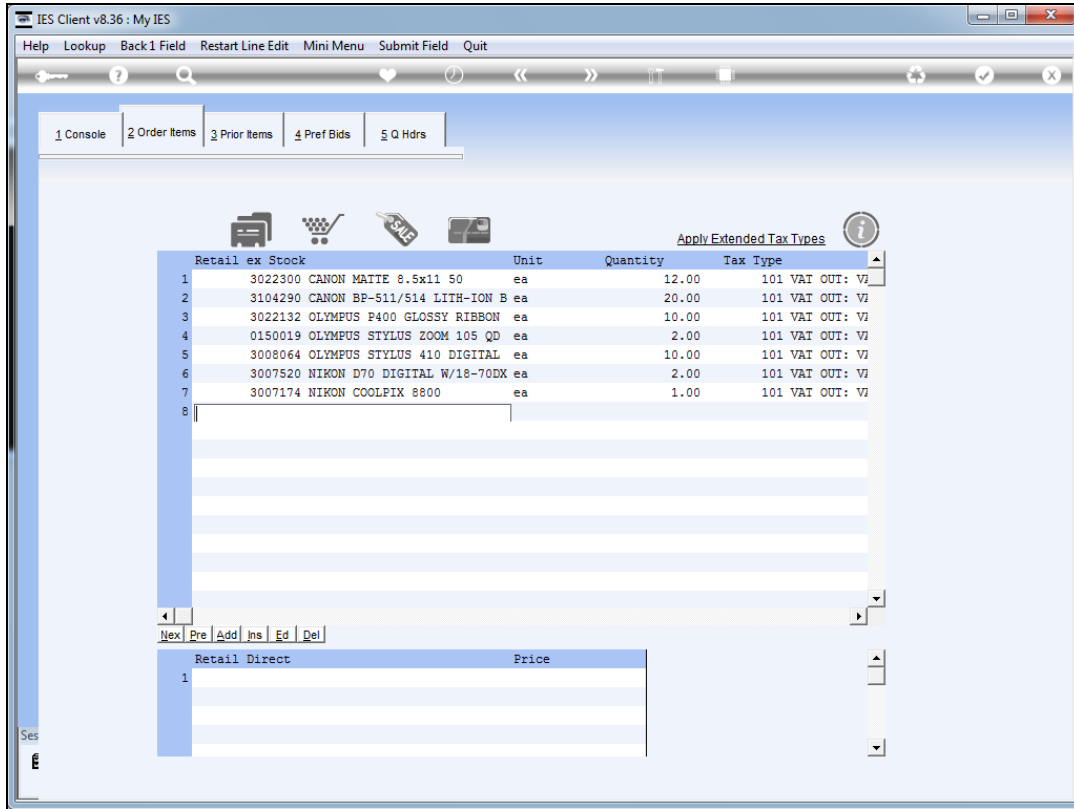 IES Client v8.36 : My IES
Help Lookup Back 1 Field Restart Line Edit Mini Menu Submit Field Quit
1 Console 2 Order Items 3 Prior Items 4 Pref Bids 5 Q Hdrs
SALE
Apply Extended Tax Types
Retail ex Stock Unit Quantity Tax Type
1 3022300 CANON MATTE 8.5x11 50 ea 12.00 101 VAT OUT:
2 3104290 CANON BP-511/514 LITH-ION B ea 20.00 101 VAT OUT:
3 3022132 OLYMPUS P400 GLOSSY RIBBON ea 10.00 101 VAT OUT:
4 0150019 OLYMPUS STYLUS ZOOM 105 QD ea 2.00 101 VAT OUT:
5 3008064 OLYMPUS STYLUS 410 DIGITAL ea 10.00 101 VAT OUT:
6 3007520 NIKON D70 DIGITAL W/18-70DX ea 2.00 101 VAT OUT:
7 3007174 NIKON COOLPIX 8800 ea 1.00 101 VAT OUT:
8
Nex Pre Add Ins Ed Del
Retail Direct Price
1
Ses